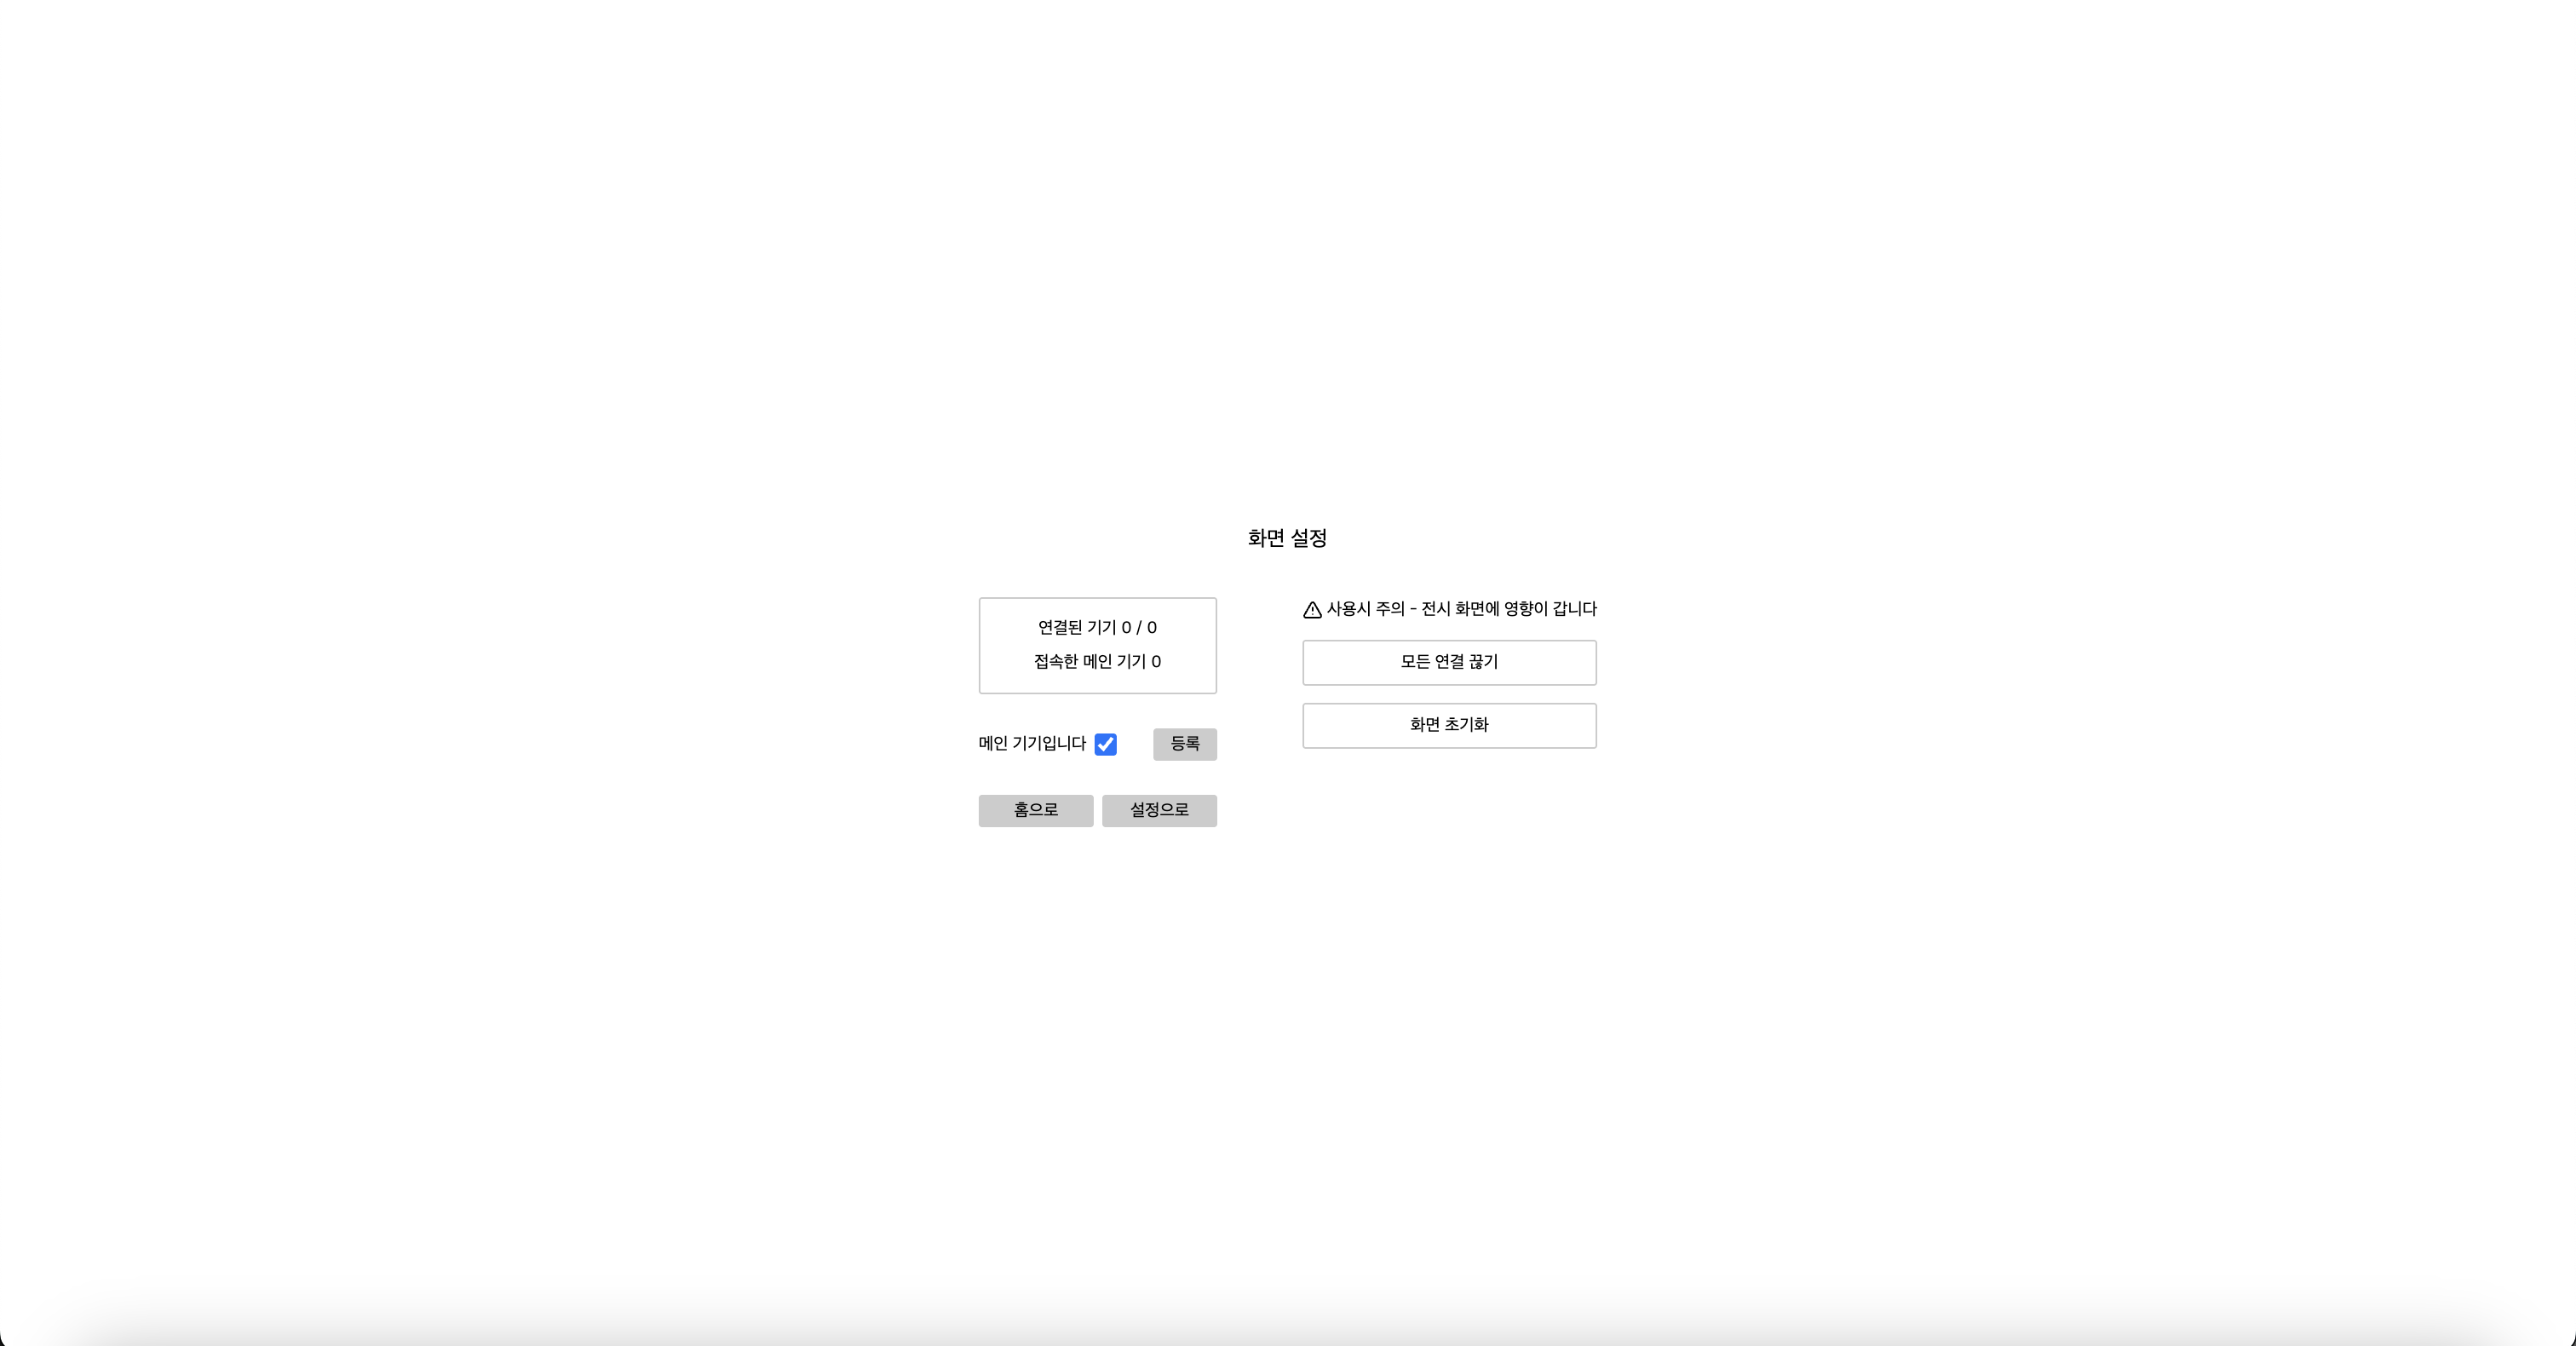 화면 설정
연결된 기기 0 / 0
접속한 메인 기기 0
메인 기기입니다
등록
홈으로
설정으로
사용시 주의 - 전시 화면에 영향이 갑니다
모든 연결 끊기
화면 초기화